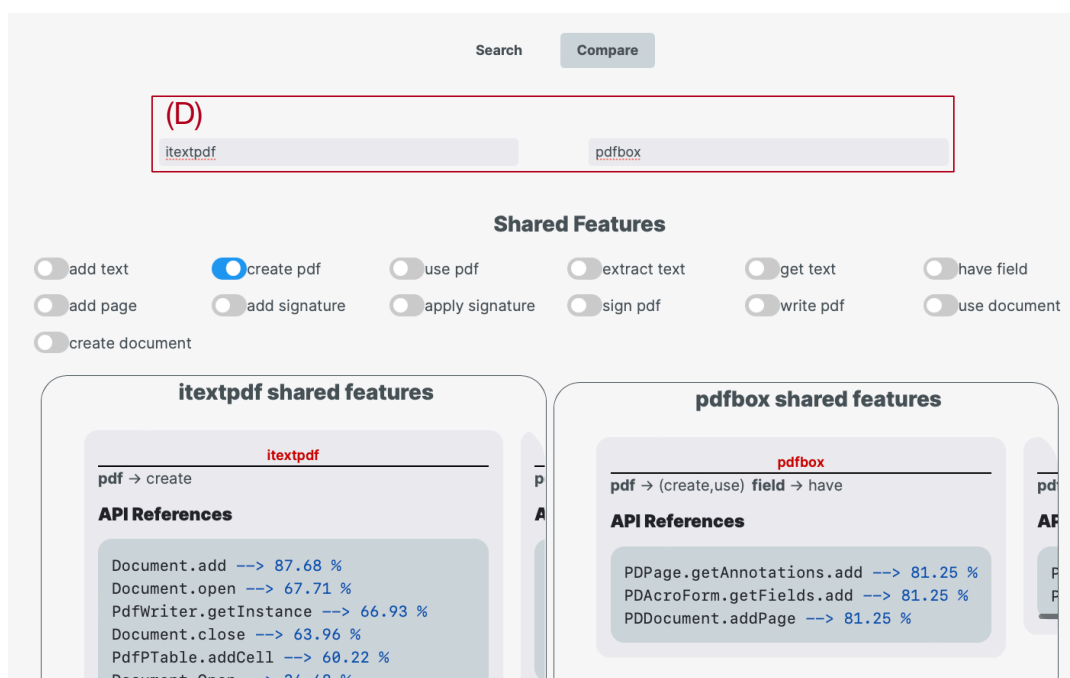 Search Compare
(D)
itextpdf pdfbox
Shared Features
add text create pdf use pdf extract text get text have field
add page add signature apply signature sign pdf write pdf use document
create document
itextpdf shared features
itextpdf
pdf → create
API References
Document.add --> 87.68 %
Document.open --> 67.71 %
PdfWriter.getInstance --> 66.93 %
Document.close --> 63.96 %
PdfPTable.addCell --> 60.22 %
pdfbox shared features
pdfbox
pdf → (create,use) field → have
API References
PDPage.getAnnotations.add --> 81.25 %
PDAcroForm.getFields.add --> 81.25 %
PDDocument.addPage --> 81.25 %